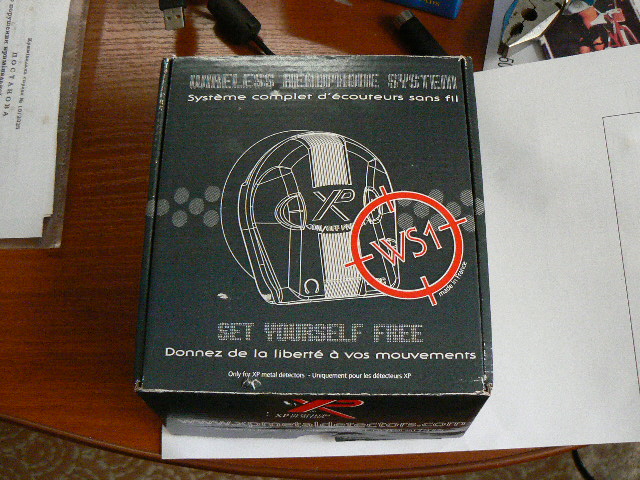 WIRELESS HEADPHONE SYSTEM
Système complet d'écouteurs sans fil
XP
WS1
made in France
SET YOURSELF FREE
Donnez de la liberté à vos mouvements
Only for XP metal detectors - Uniquement pour les détecteurs XP
XP
www.xpmetaldetectors.com